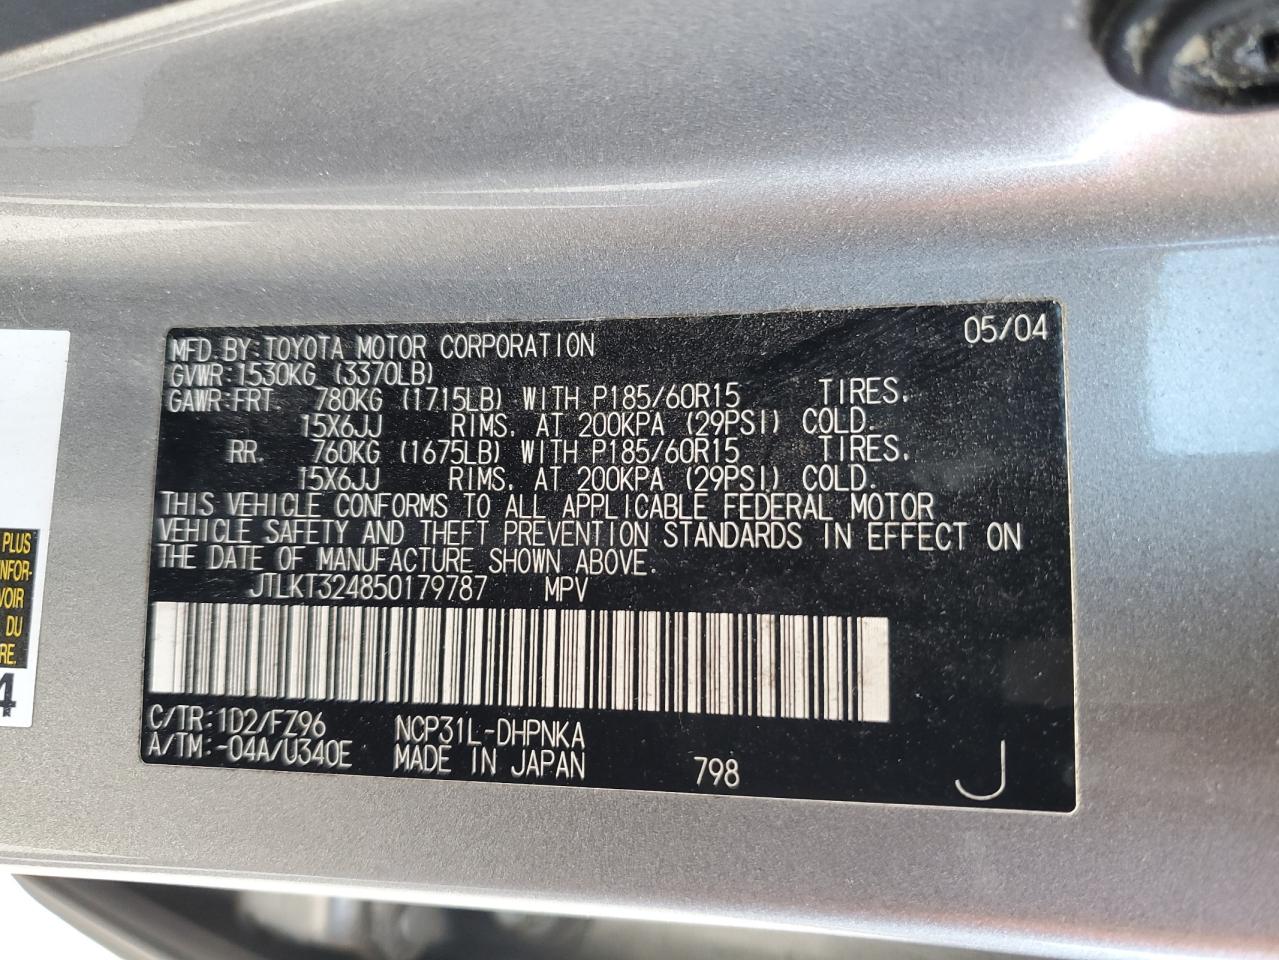 05/04
MFD. BY: TOYOTA MOTOR CORPORATION
GVWR: 1530KG (3370LB)
GAWR: FRT. 780KG (1715LB) WITH P185/60R15 TIRES,
15X6JJ RIMS, AT 200KPA (29PSI) COLD.
RR. 760KG (1675LB) WITH P185/60R15 TIRES,
15X6JJ RIMS, AT 200KPA (29PSI) COLD.
THIS VEHICLE CONFORMS TO ALL APPLICABLE FEDERAL MOTOR
VEHICLE SAFETY AND THEFT PREVENTION STANDARDS IN EFFECT ON
THE DATE OF MANUFACTURE SHOWN ABOVE.
JTLKT324850179787 MPV
C/TR: 1D2/FZ96 NCP31L-DHPNKA
A/TM: -04A/U340E MADE IN JAPAN 798 J
PLUS
NFOR-
VOIR
DU
RE.
4